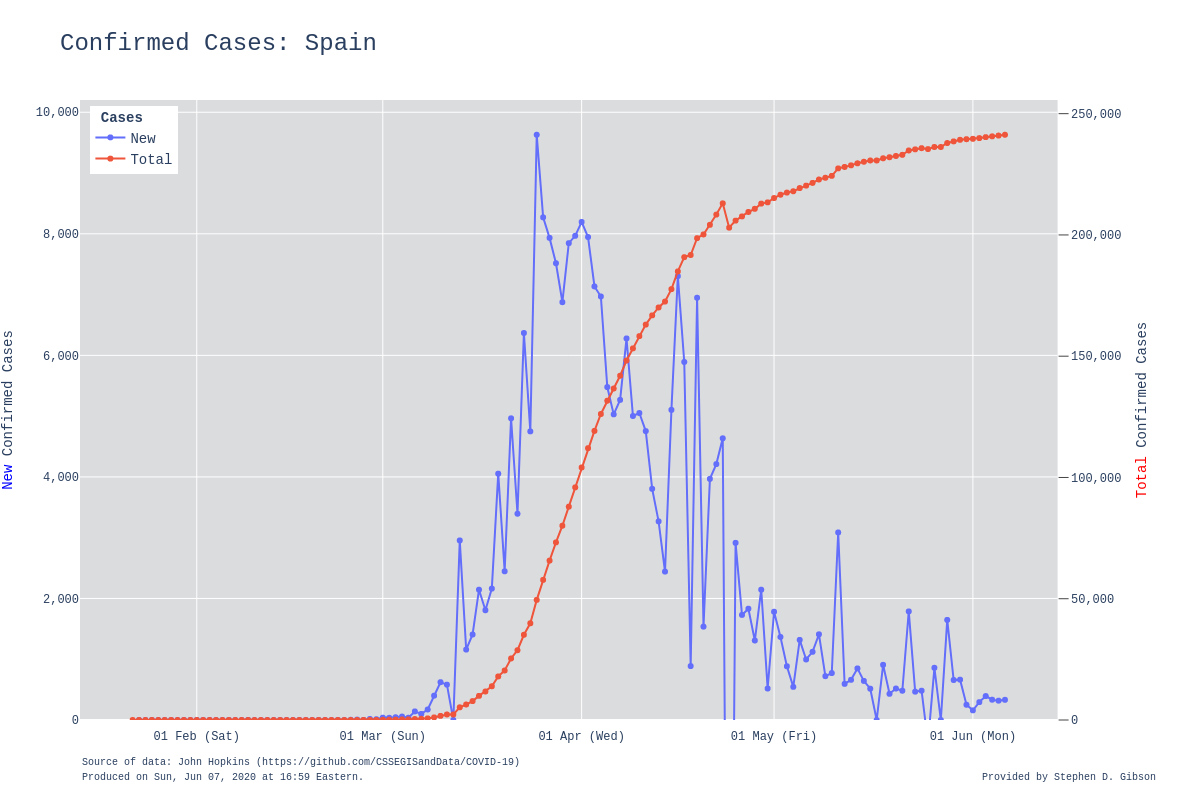 Confirmed Cases: Spain
Cases
New
Total
10,000
8,000
6,000
4,000
2,000
0
New Confirmed Cases
250,000
200,000
150,000
100,000
50,000
0
Total Confirmed Cases
01 Feb (Sat)
01 Mar (Sun)
01 Apr (Wed)
01 May (Fri)
01 Jun (Mon)
Source of data: John Hopkins (https://github.com/CSSEGISandData/COVID-19)
Produced on Sun, Jun 07, 2020 at 16:59 Eastern.
Provided by Stephen D. Gibson